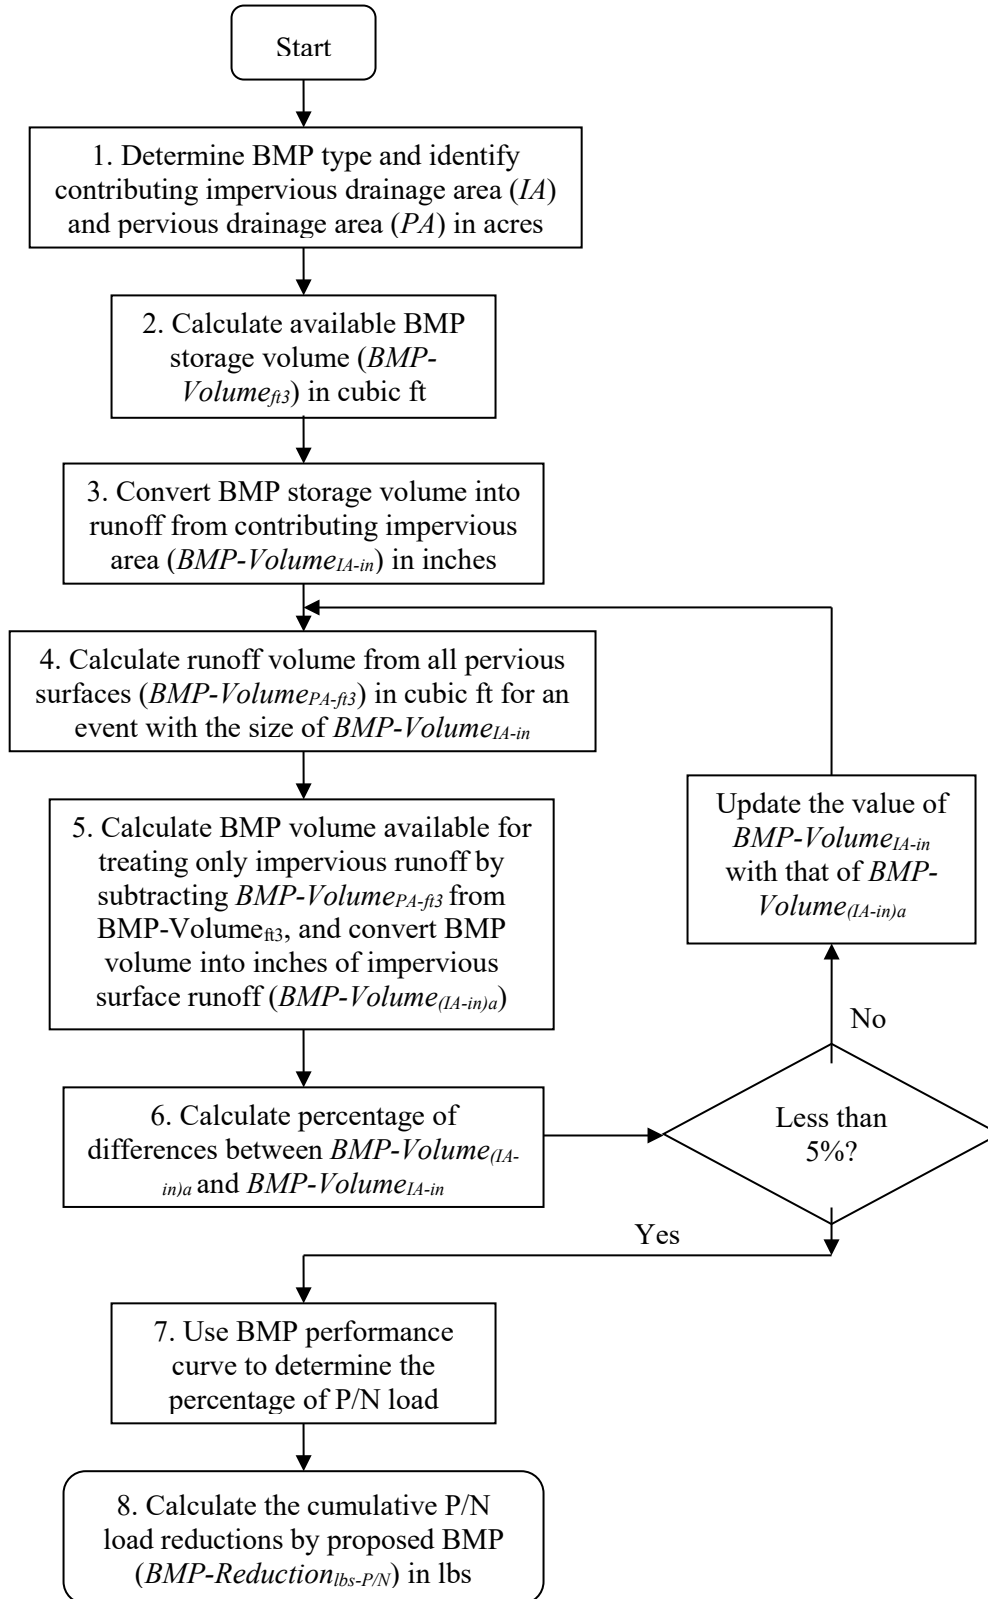 Start
1. Determine BMP type and identify
contributing impervious drainage area (IA)
and pervious drainage area (PA) in acres
2. Calculate available BMP
storage volume (BMP-
Volumeft3) in cubic ft
3. Convert BMP storage volume into
runoff from contributing impervious
area (BMP-VolumeIA-in) in inches
4. Calculate runoff volume from all pervious
surfaces (BMP-VolumePA-ft3) in cubic ft for an
event with the size of BMP-VolumeIA-in
5. Calculate BMP volume available for
treating only impervious runoff by
subtracting BMP-VolumePA-ft3 from
BMP-Volumeft3, and convert BMP
volume into inches of impervious
surface runoff (BMP-Volume(IA-in)a)
Update the value of
BMP-VolumeIA-in
with that of BMP-
Volume(IA-in)a
No
6. Calculate percentage of
differences between BMP-Volume(IA-
in)a and BMP-VolumeIA-in
Less than
5%?
Yes
7. Use BMP performance
curve to determine the
percentage of P/N load
8. Calculate the cumulative P/N
load reductions by proposed BMP
(BMP-Reductionlbs-P/N) in lbs